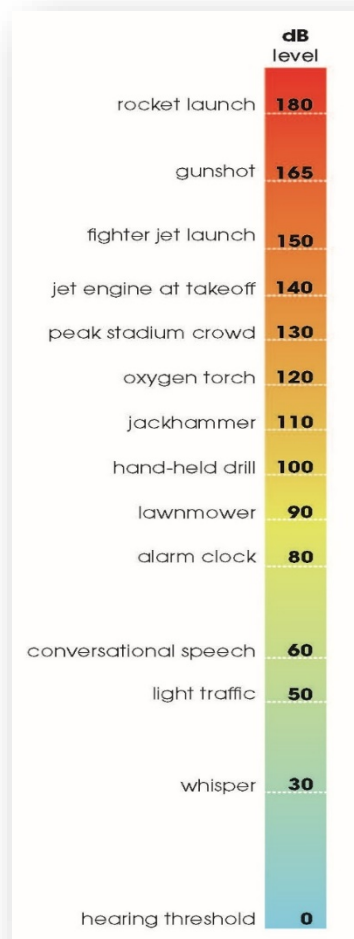 dB
level
rocket launch 180
gunshot 165
fighter jet launch 150
jet engine at takeoff 140
peak stadium crowd 130
oxygen torch 120
jackhammer 110
hand-held drill 100
lawnmower 90
alarm clock 80
conversational speech 60
light traffic 50
whisper 30
hearing threshold 0